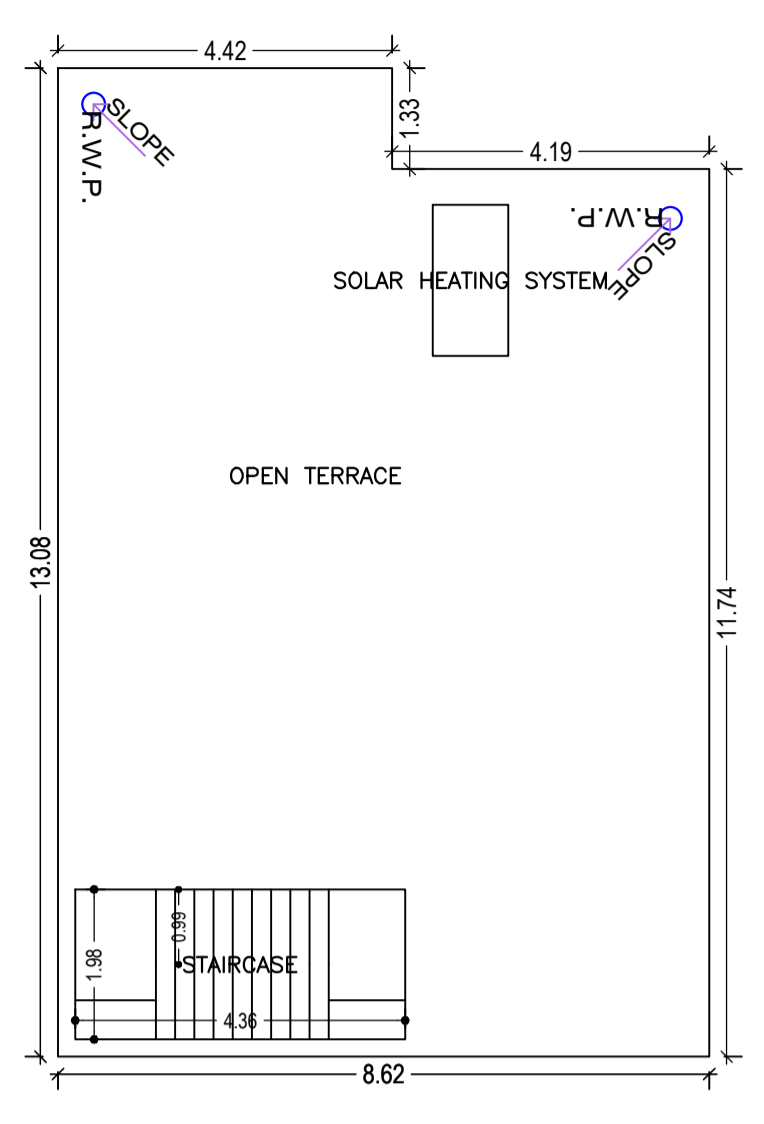 4.42
SLOPE
R.W.P.
1.33
4.19
R.W.P.
SLOPE
SOLAR HEATING SYSTEM
OPEN TERRACE
13.08
11.74
0.99
1.98
STAIRCASE
4.36
8.62